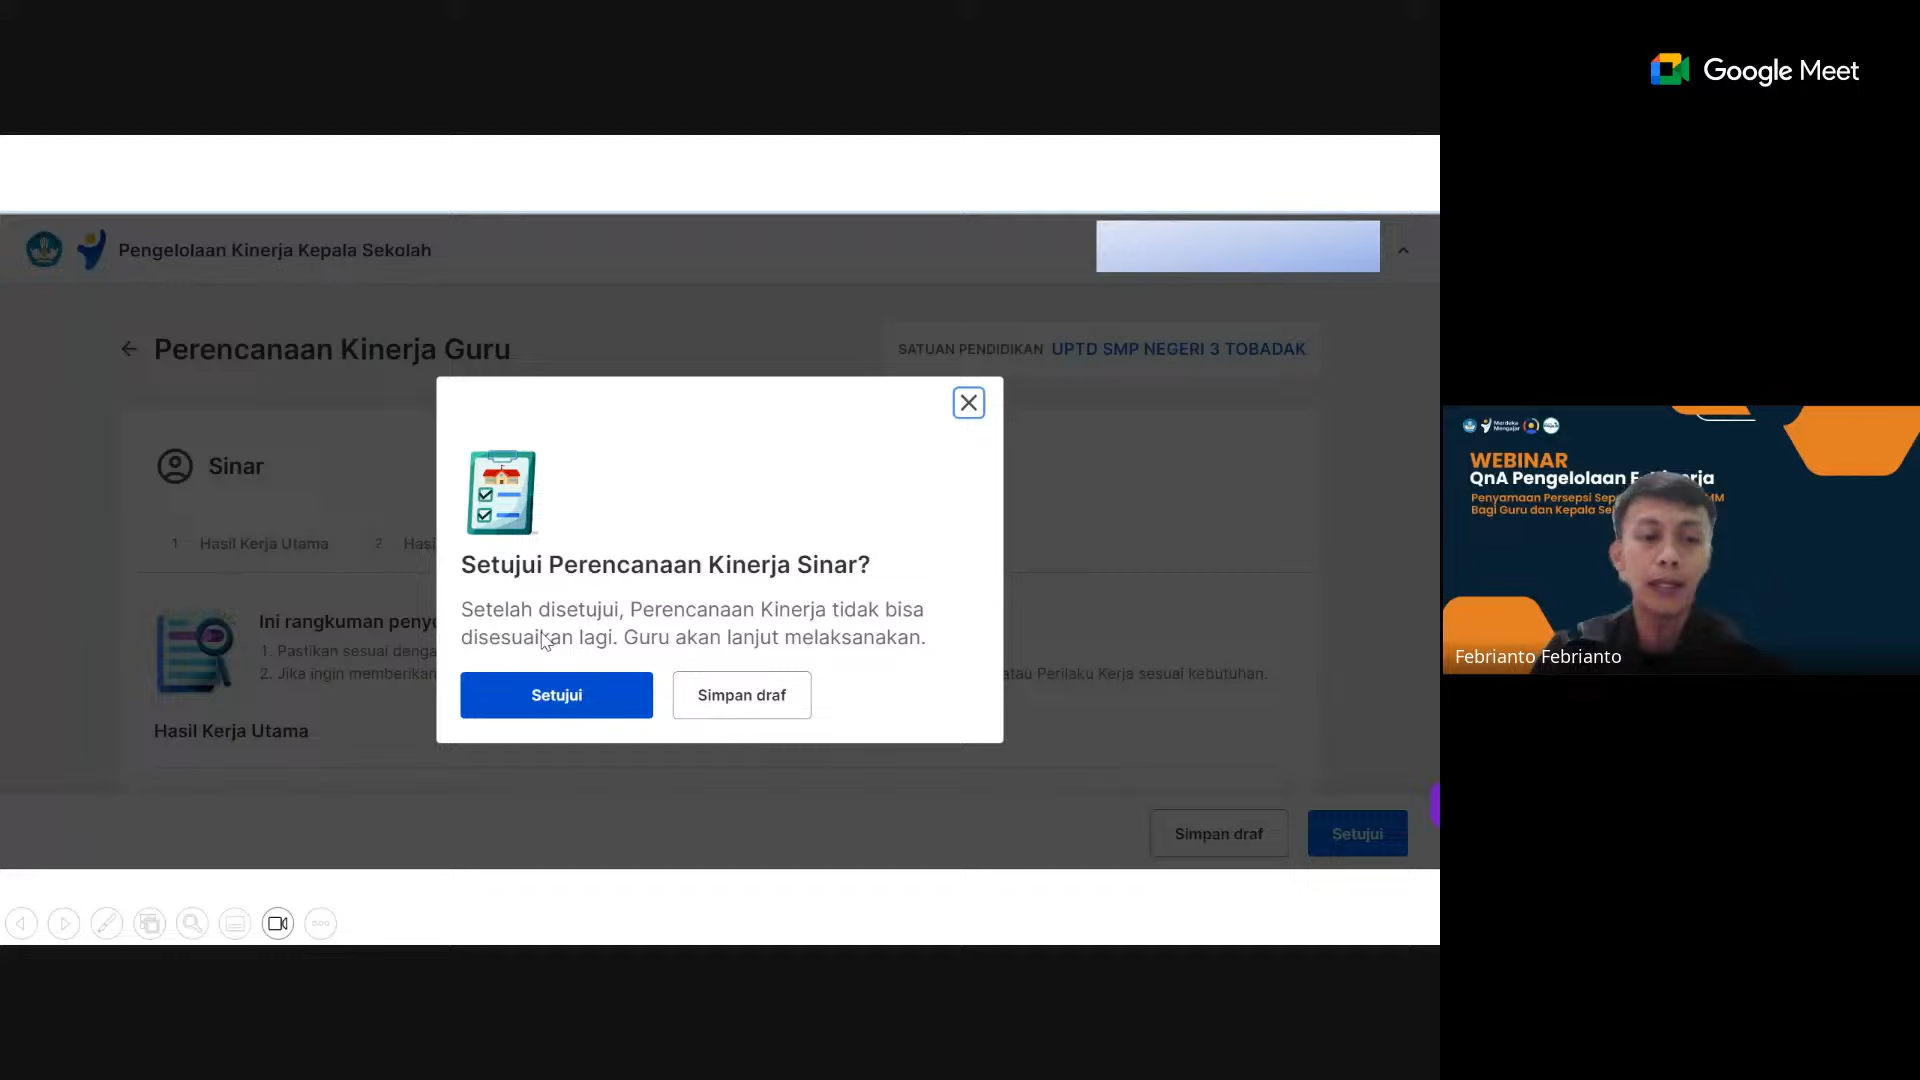 Google Meet
Pengelolaan Kinerja Kepala Sekolah
Perencanaan Kinerja Guru
SATUAN PENDIDIKAN UPTD SMP NEGERI 3 TOBADAK
Sinar
1 Hasil Kerja Utama 2
Ini rangkuman
1. Pastikan sesuai
2. Jika ingin memberikan
atau Perilaku Kerja sesuai kebutuhan.
Hasil Kerja Utama
Setujui Perencanaan Kinerja Sinar?
Setelah disetujui, Perencanaan Kinerja tidak bisa
disesuaikan lagi. Guru akan lanjut melaksanakan.
Setujui Simpan draf
Simpan draf Setujui
Merdeka
Mengajar
WEBINAR
QnA Pengelolaan
Penyamaan Persepsi
Bagi Guru dan Kepala
Febrianto Febrianto